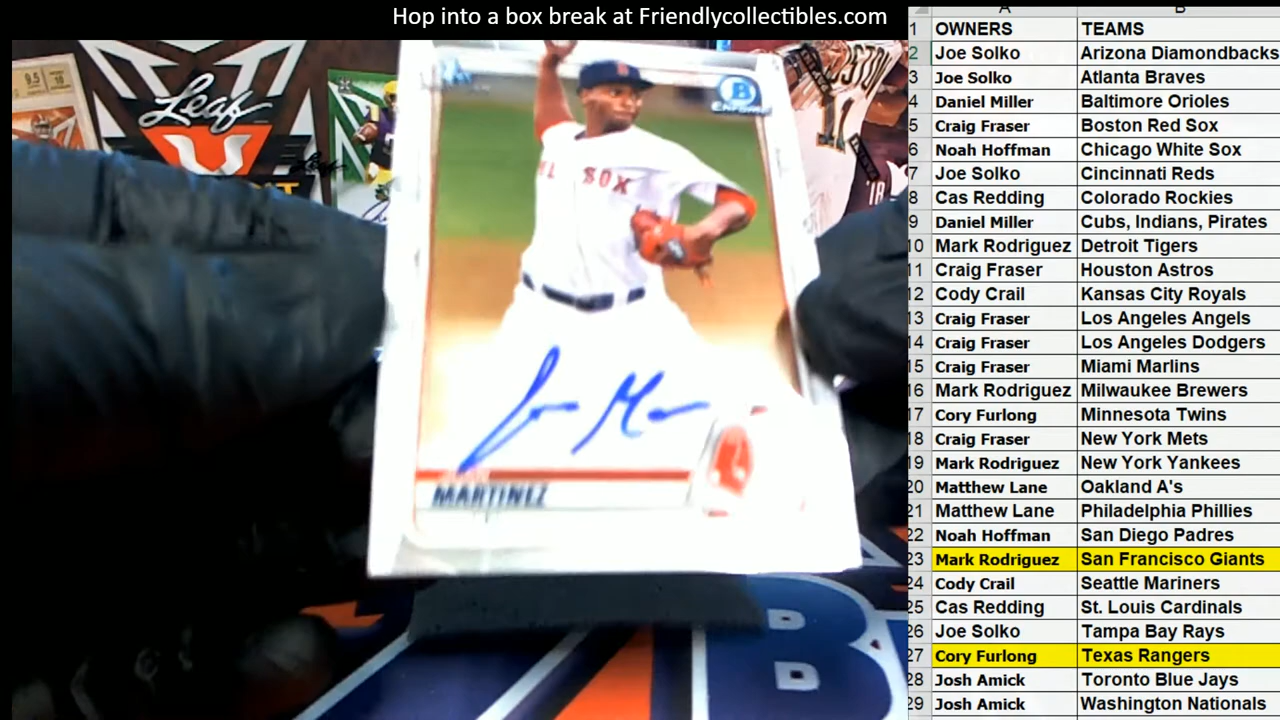 Hop into a box break at Friendlycollectibles.com
A B
1 OWNERS TEAMS
2 Joe Solko Arizona Diamondbacks
3 Joe Solko Atlanta Braves
4 Daniel Miller Baltimore Orioles
5 Craig Fraser Boston Red Sox
6 Noah Hoffman Chicago White Sox
7 Joe Solko Cincinnati Reds
8 Cas Redding Colorado Rockies
9 Daniel Miller Cubs, Indians, Pirates
10 Mark Rodriguez Detroit Tigers
11 Craig Fraser Houston Astros
12 Cody Crail Kansas City Royals
13 Craig Fraser Los Angeles Angels
14 Craig Fraser Los Angeles Dodgers
15 Craig Fraser Miami Marlins
16 Mark Rodriguez Milwaukee Brewers
17 Cory Furlong Minnesota Twins
18 Craig Fraser New York Mets
19 Mark Rodriguez New York Yankees
20 Matthew Lane Oakland A's
21 Matthew Lane Philadelphia Phillies
22 Noah Hoffman San Diego Padres
23 Mark Rodriguez San Francisco Giants
24 Cody Crail Seattle Mariners
25 Cas Redding St. Louis Cardinals
26 Joe Solko Tampa Bay Rays
27 Cory Furlong Texas Rangers
28 Josh Amick Toronto Blue Jays
29 Josh Amick Washington Nationals
9.5
10
Leaf
B
Chrome
SOX
MARTINEZ
B